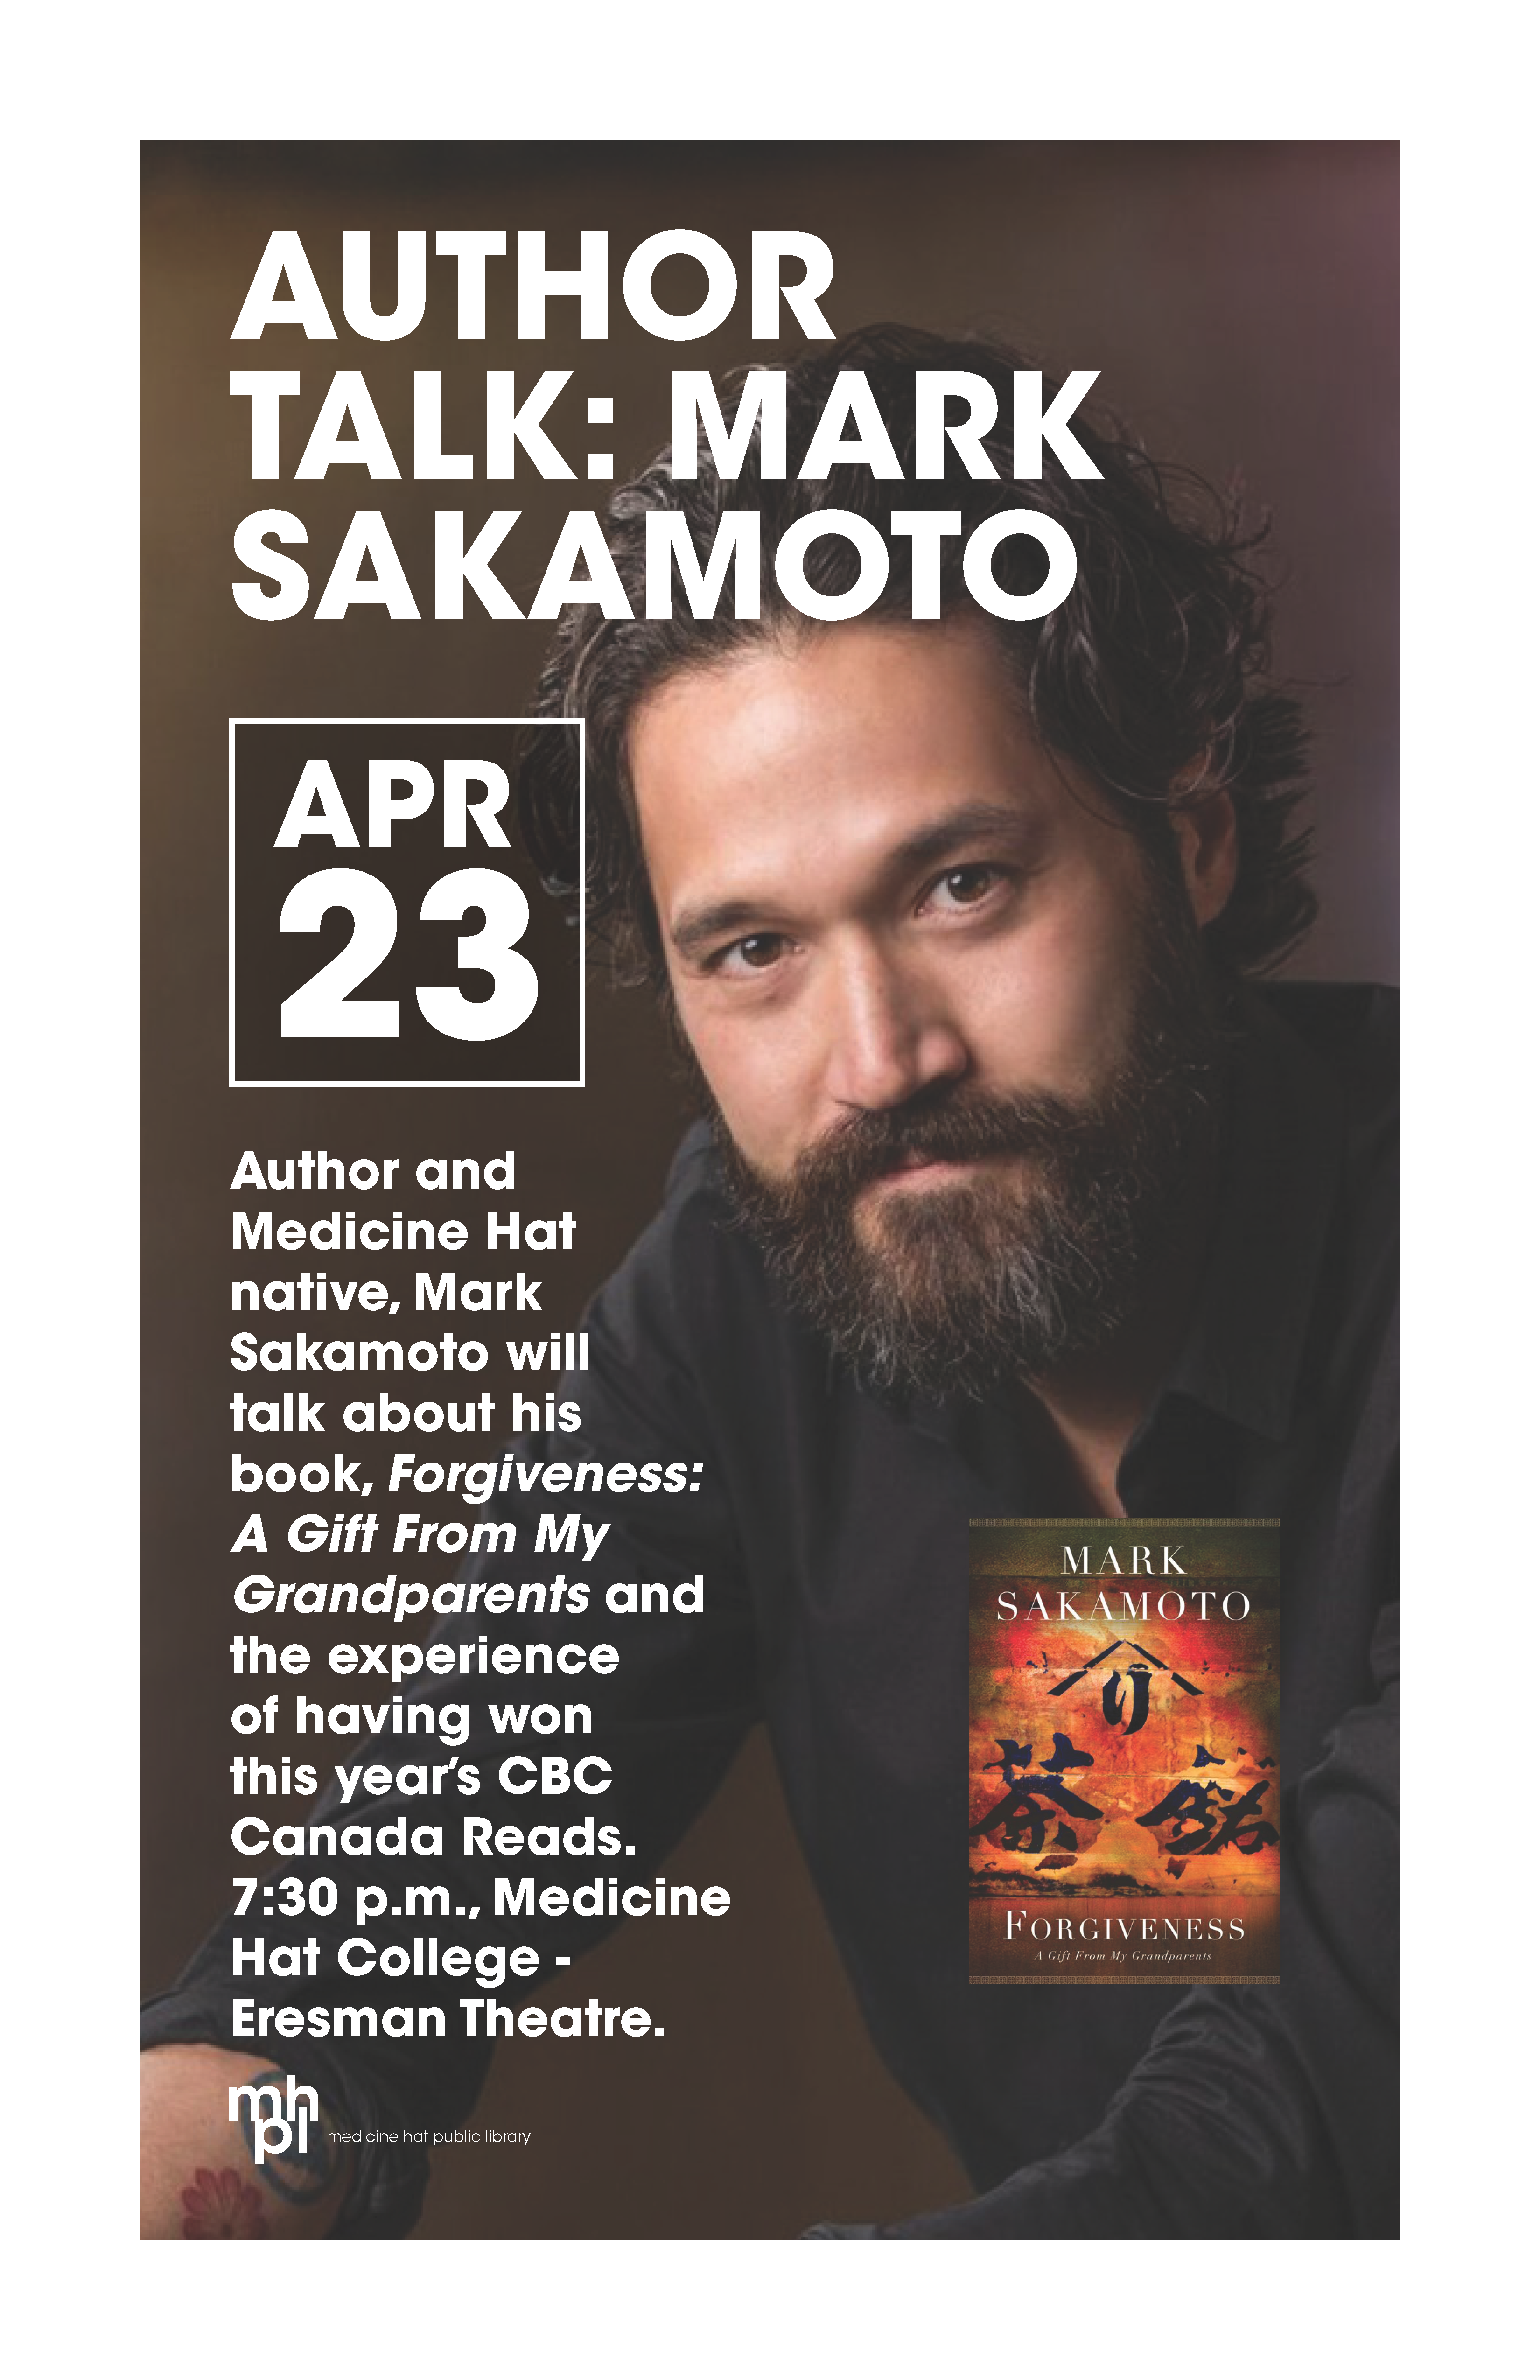 AUTHOR
TALK: MARK
SAKAMOTO
APR
23
Author and
Medicine Hat
native, Mark
Sakamoto will
talk about his
book, Forgiveness:
A Gift From My
Grandparents and
the experience
of having won
this year’s CBC
Canada Reads.
7:30 p.m., Medicine
Hat College -
Eresman Theatre.
MARK
SAKAMOTO
り
茶
FORGIVENESS
A Gift From My Grandparents
mh
pl medicine hat public library